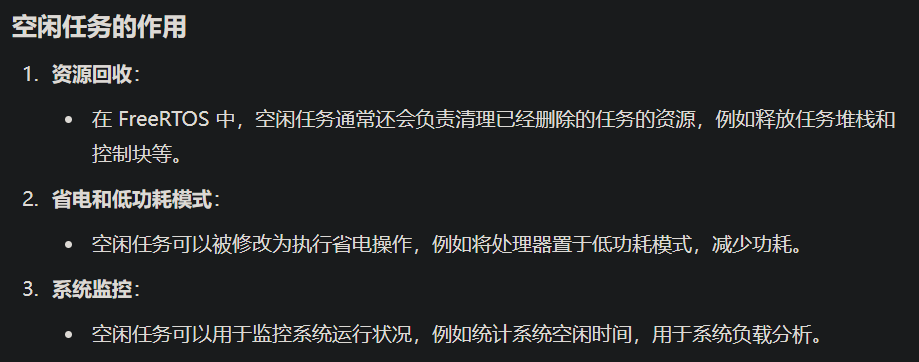 空闲任务的作用
1. 资源回收：
• 在 FreeRTOS 中，空闲任务通常还会负责清理已经删除的任务的资源，例如释放任务堆栈和
控制块等。
2. 省电和低功耗模式：
• 空闲任务可以被修改为执行省电操作，例如将处理器置于低功耗模式，减少功耗。
3. 系统监控：
• 空闲任务可以用于监控系统运行状况，例如统计系统空闲时间，用于系统负载分析。